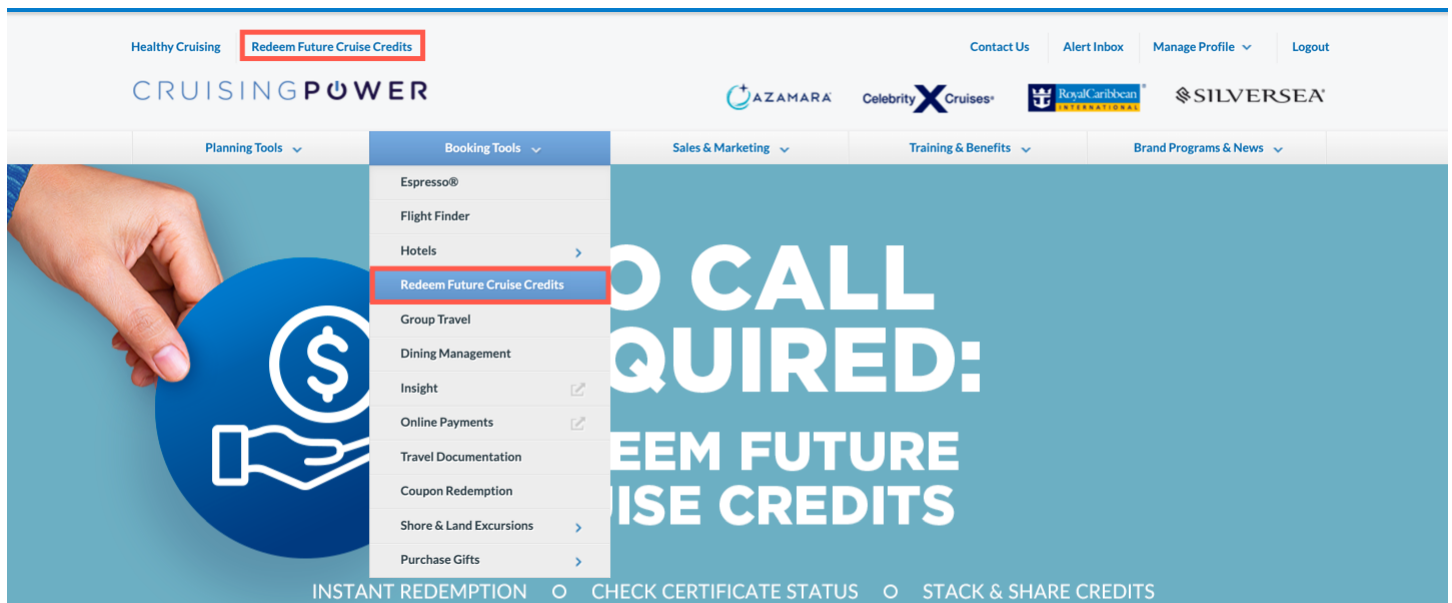 Healthy Cruising Redeem Future Cruise Credits Contact Us Alert Inbox Manage Profile Logout
CRUISINGPOWER AZAMARA Celebrity X Cruises® RoyalCaribbean INTERNATIONAL® SILVERSEA®
Planning Tools Booking Tools Sales & Marketing Training & Benefits Brand Programs & News
Espresso®
Flight Finder
Hotels
Redeem Future Cruise Credits
Group Travel
Dining Management
Insight
Online Payments
Travel Documentation
Coupon Redemption
Shore & Land Excursions
Purchase Gifts
$
O CALL
QUIRED:
EEM FUTURE
ISE CREDITS
INSTANT REDEMPTION O CHECK CERTIFICATE STATUS O STACK & SHARE CREDITS